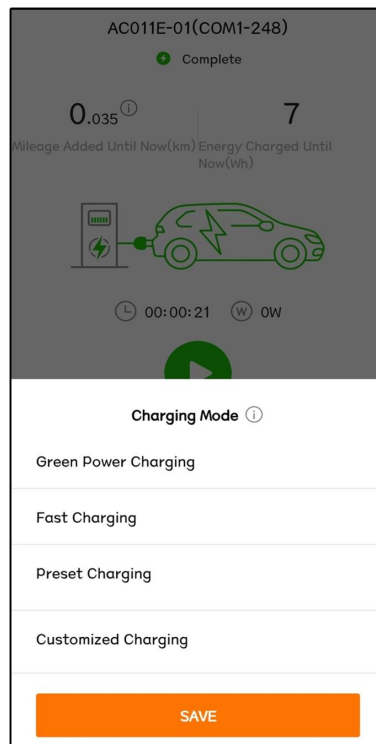 AC011E-01(COM1-248)
Complete
0.035 7
Mileage Added Until Now(km) Energy Charged Until
Now(Wh)
00:00:21 W 0W
Charging Mode
Green Power Charging
Fast Charging
Preset Charging
Customized Charging
SAVE